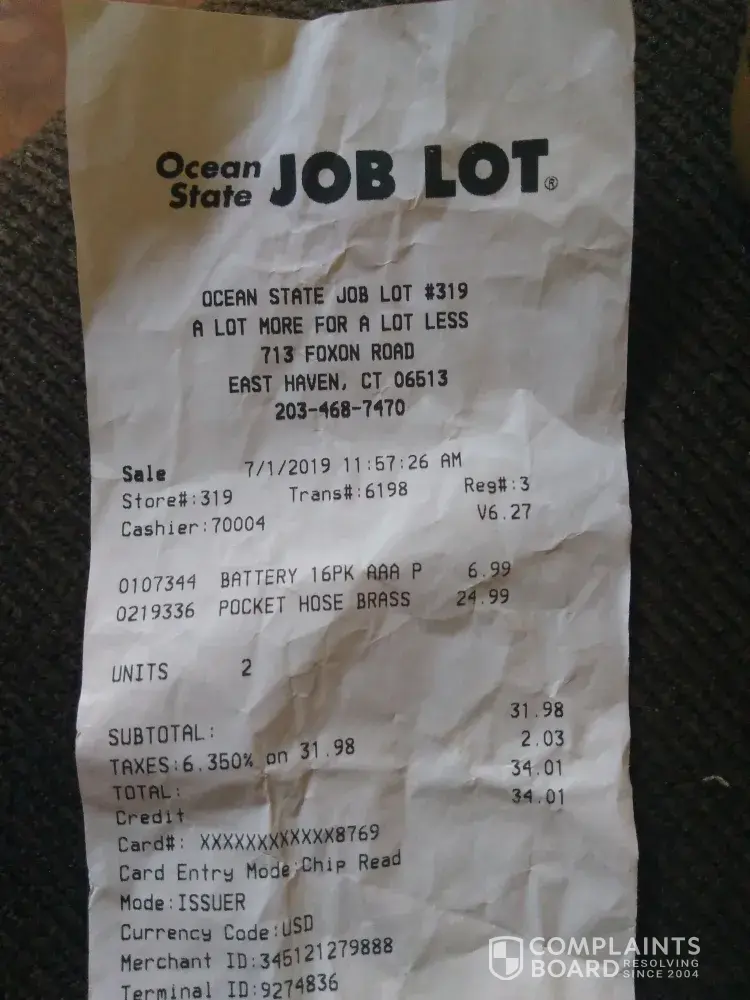 Ocean
State JOB LOT®
OCEAN STATE JOB LOT #319
A LOT MORE FOR A LOT LESS
713 FOXON ROAD
EAST HAVEN, CT 06513
203-468-7470
Sale 7/1/2019 11:57:26 AM
Store#:319 Trans#:6198 Reg#:3
Cashier:70004 V6.27
0107344 BATTERY 16PK AAA P 6.99
0219336 POCKET HOSE BRASS 24.99
UNITS 2
SUBTOTAL: 31.98
TAXES:6.350% on 31.98 2.03
TOTAL: 34.01
Credit 34.01
Card#: XXXXXXXXXXXX8769
Card Entry Mode:Chip Read
Mode:ISSUER
Currency Code:USD
Merchant ID:345121279888
Terminal ID:9274836
COMPLAINTS
BOARD RESOLVING
SINCE 2004